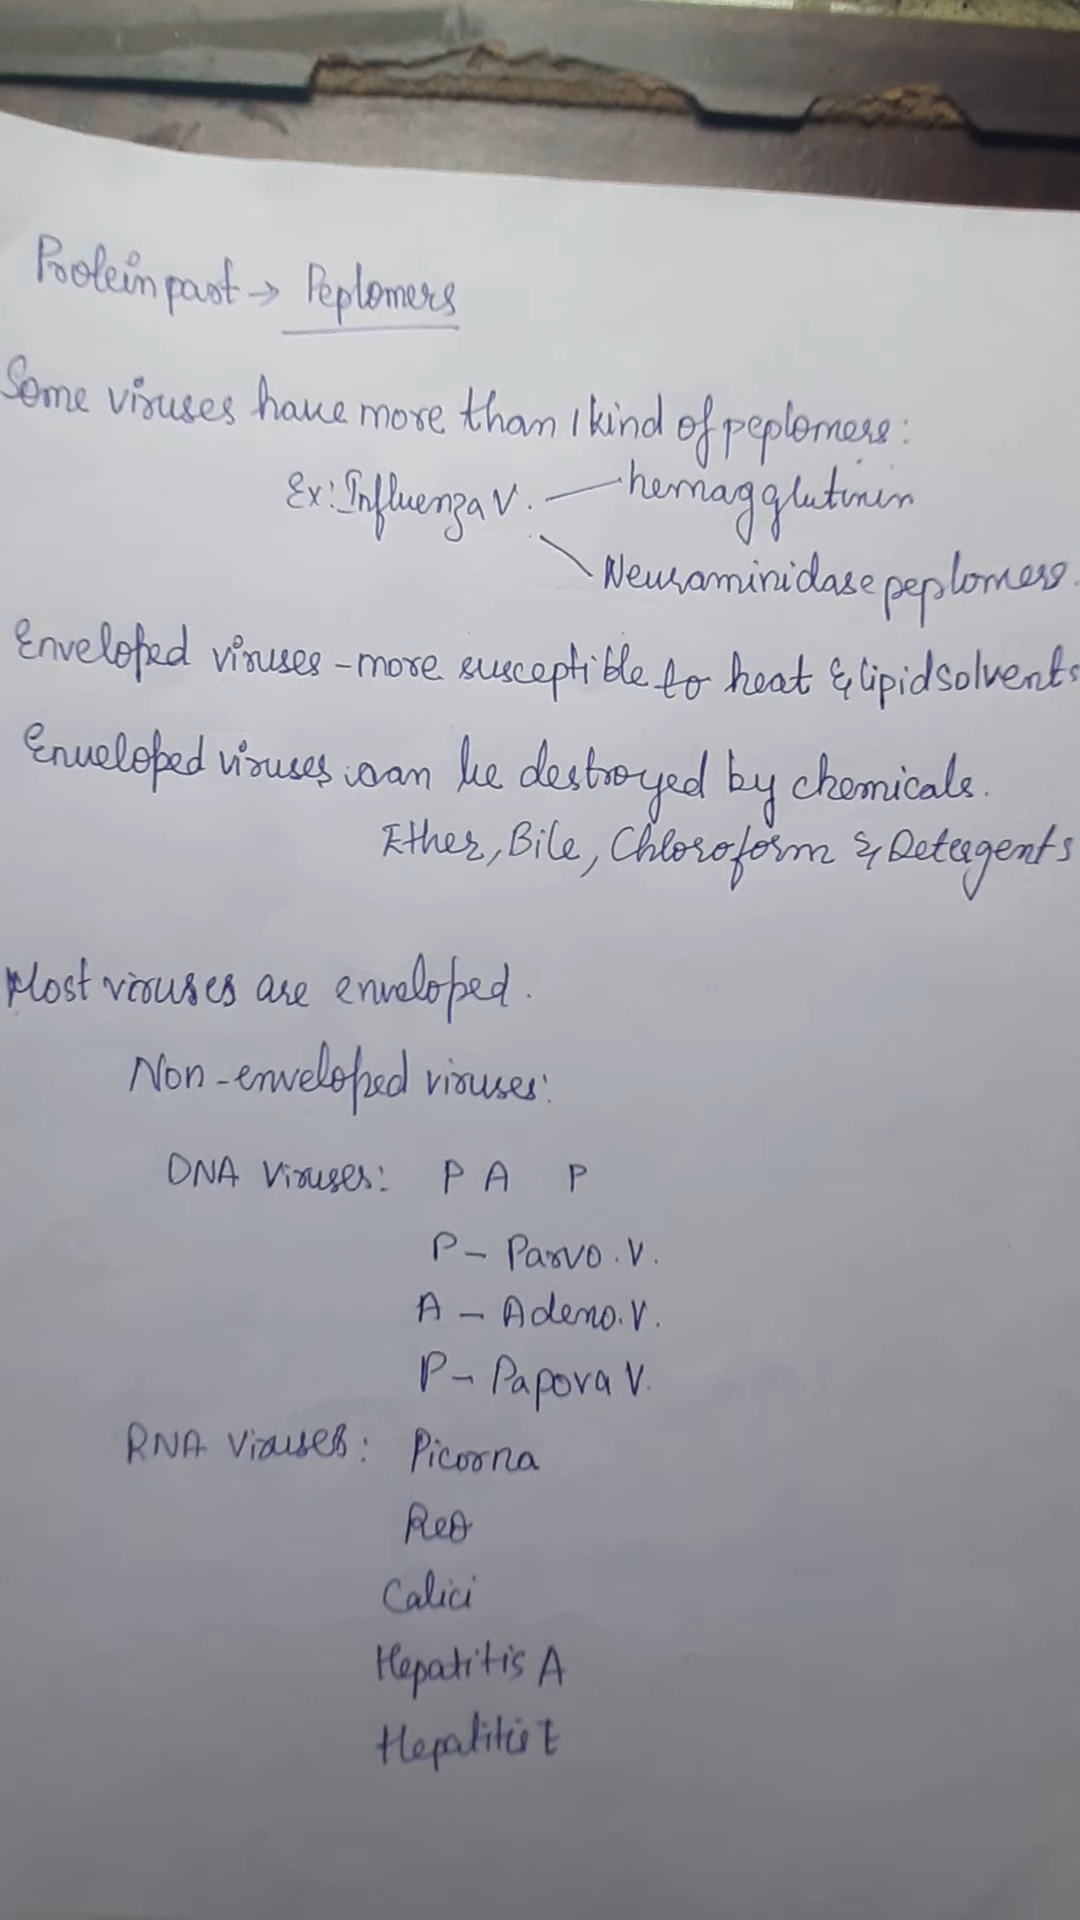 Protein part → Peplomers
Some viruses have more than 1 kind of peplomers:
Ex: Influenza V. — hemagglutinin
Neuraminidase peplomers.
Enveloped viruses - more susceptible to heat & lipid solvents
Enveloped viruses can be destroyed by chemicals.
Ether, Bile, Chloroform & Detergents
Most viruses are enveloped.
Non-enveloped viruses:
DNA Viruses: P A P
P - Parvo. V.
A - Adeno. V.
P - Papova V.
RNA Viruses: Picorna
Reo
Calici
Hepatitis A
Hepatitis E